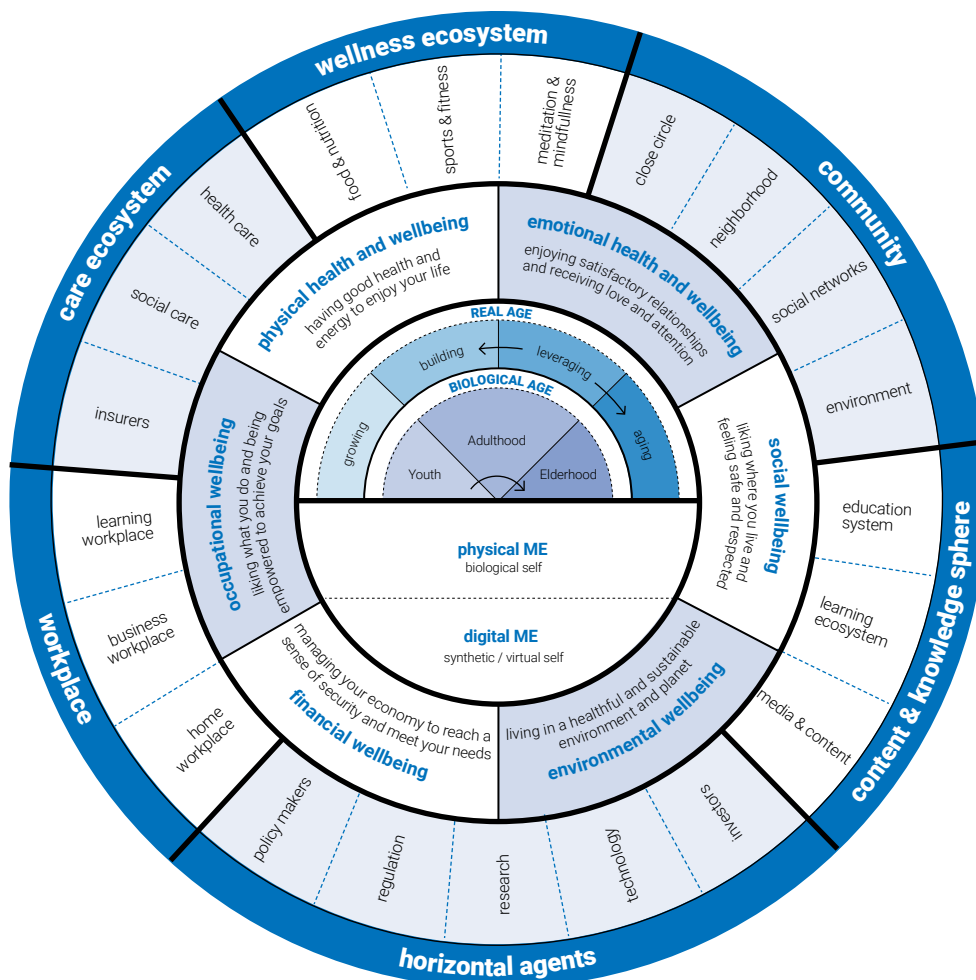 wellness ecosystem
food & nutrition
sports & fitness
meditation &
mindfullness
community
close circle
neighborhood
social networks
environment
content & knowledge sphere
education
system
learning
ecosystem
media & content
horizontal agents
policy makers
regulation
research
technology
investors
workplace
learning
workplace
business
workplace
home
workplace
care ecosystem
health care
social care
insurers
physical health and wellbeing
having good health and
energy to enjoy your life
emotional health and wellbeing
enjoying satisfactory relationships
and receiving love and attention
social wellbeing
liking where you live and
feeling safe and respected
living in a healthful and sustainable
environment and planet
environmental wellbeing
managing your economy to reach a
sense of security and meet your needs
financial wellbeing
occupational wellbeing
liking what you do and being
empowered to achieve your goals
REAL AGE
growing
building
leveraging
aging
BIOLOGICAL AGE
Youth
Adulthood
Elderhood
physical ME
biological self
digital ME
synthetic / virtual self